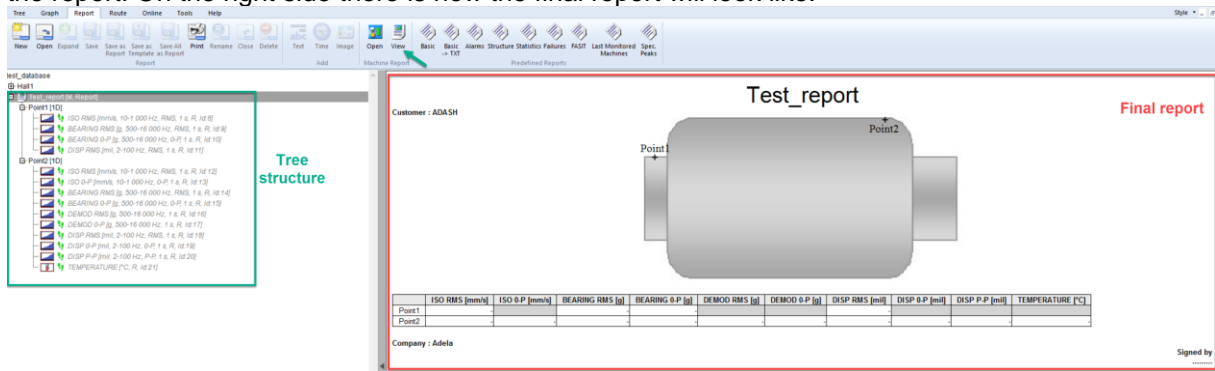 the report. On the right side there is how the final report will look like.
Tree Graph Report Route Online Tools Help Style
New Open Expand Save Save as Report Save as Template Save All as Report Print Rename Close Delete Text Time Image Open View Basic Basic -> TXT Alarms Structure Statistics Failures FASIT Last Monitored Machines Spec. Peaks
Report Add Machine Report Predefined Reports
test_database
Hall1
Test_report [M, Report]
Point1 [1D]
ISO RMS [mm/s, 10-1 000 Hz, RMS, 1 s, R, Id:8]
BEARING RMS [g, 500-16 000 Hz, RMS, 1 s, R, Id:9]
BEARING 0-P [g, 500-16 000 Hz, 0-P, 1 s, R, Id:10]
DISP RMS [mil, 2-100 Hz, RMS, 1 s, R, Id:11]
Point2 [1D]
ISO RMS [mm/s, 10-1 000 Hz, RMS, 1 s, R, Id:12]
ISO 0-P [mm/s, 10-1 000 Hz, 0-P, 1 s, R, Id:13]
BEARING RMS [g, 500-16 000 Hz, RMS, 1 s, R, Id:14]
BEARING 0-P [g, 500-16 000 Hz, 0-P, 1 s, R, Id:15]
DEMOD RMS [g, 500-16 000 Hz, RMS, 1 s, R, Id:16]
DEMOD 0-P [g, 500-16 000 Hz, 0-P, 1 s, R, Id:17]
DISP RMS [mil, 2-100 Hz, RMS, 1 s, R, Id:18]
DISP 0-P [mil, 2-100 Hz, 0-P, 1 s, R, Id:19]
DISP P-P [mil, 2-100 Hz, P-P, 1 s, R, Id:20]
TEMPERATURE [°C, R, Id:21]
Tree
structure
Test_report
Final report
Customer : ADASH
Point2
Point1
ISO RMS [mm/s] ISO 0-P [mm/s] BEARING RMS [g] BEARING 0-P [g] DEMOD RMS [g] DEMOD 0-P [g] DISP RMS [mil] DISP 0-P [mil] DISP P-P [mil] TEMPERATURE [°C]
Point1 - - - -
Point2 - - - - - - - - - -
Company : Adela
Signed by
.........